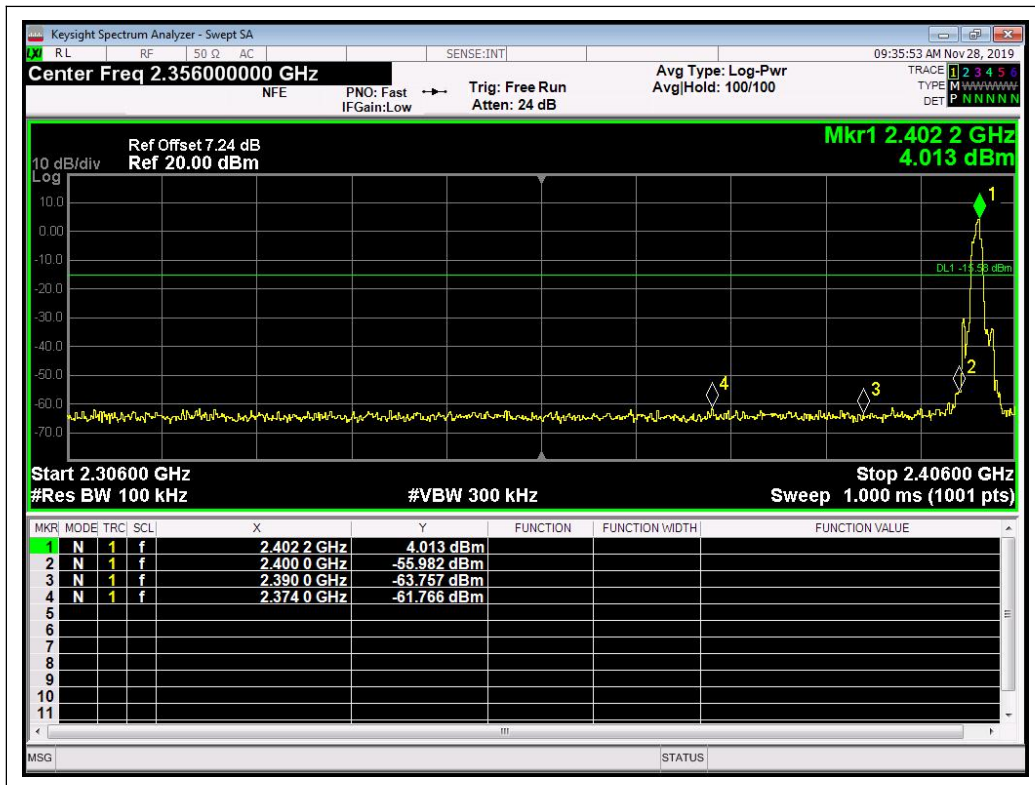 Keysight Spectrum Analyzer - Swept SA
LXI RL RF 50 Ω AC SENSE:INT 09:35:53 AM Nov 28, 2019
Center Freq 2.356000000 GHz
NFE PNO: Fast Trig: Free Run Avg Type: Log-Pwr TRACE 1 2 3 4 5 6
IFGain:Low Atten: 24 dB Avg|Hold: 100/100 TYPE M WWWWW
DET P N N N N N
Ref Offset 7.24 dB Mkr1 2.402 2 GHz
10 dB/div Ref 20.00 dBm 4.013 dBm
Log
10.0
0.00
-10.0
-20.0
-30.0
-40.0
-50.0
-60.0
-70.0
1
DL1 -15.58 dBm
2
3
4
Start 2.30600 GHz Stop 2.40600 GHz
#Res BW 100 kHz #VBW 300 kHz Sweep 1.000 ms (1001 pts)
MKR MODE TRC SCL X Y FUNCTION FUNCTION WIDTH FUNCTION VALUE
1 N 1 f 2.402 2 GHz 4.013 dBm
2 N 1 f 2.400 0 GHz -55.982 dBm
3 N 1 f 2.390 0 GHz -63.757 dBm
4 N 1 f 2.374 0 GHz -61.766 dBm
5
6
7
8
9
10
11
MSG STATUS